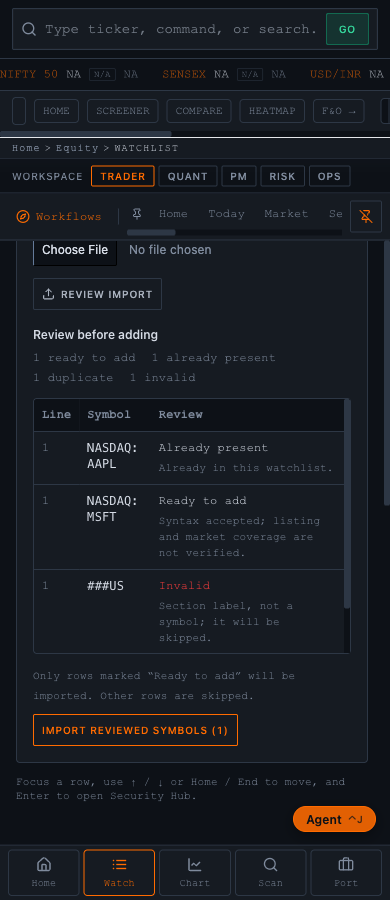 Type ticker, command, or search.
GO
NIFTY 50 NA N/A NA SENSEX NA N/A NA USD/INR NA
HOME SCREENER COMPARE HEATMAP F&O →
Home > Equity > WATCHLIST
WORKSPACE TRADER QUANT PM RISK OPS
Workflows Home Today Market Se
Choose File No file chosen
REVIEW IMPORT
Review before adding
1 ready to add 1 already present
1 duplicate 1 invalid
Line Symbol Review
1 NASDAQ: Already present
AAPL Already in this watchlist.
1 NASDAQ: Ready to add
MSFT Syntax accepted; listing
and market coverage are
not verified.
1 ###US Invalid
Section label, not a
symbol; it will be
skipped.
Only rows marked “Ready to add” will be
imported. Other rows are skipped.
IMPORT REVIEWED SYMBOLS (1)
Focus a row, use ↑ / ↓ or Home / End to move, and
Enter to open Security Hub.
Agent ^J
Home Watch Chart Scan Port